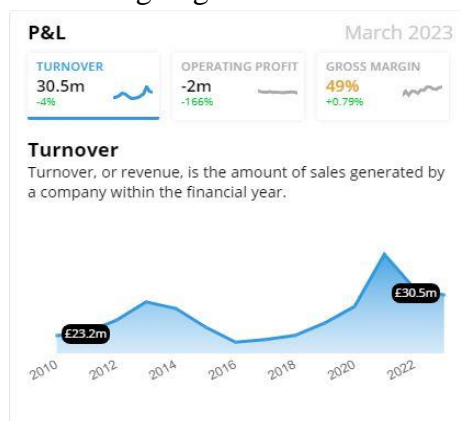 P&L
March 2023
TURNOVER
30.5m
-4%
OPERATING PROFIT
-2m
-166%
GROSS MARGIN
49%
+0.79%
Turnover
Turnover, or revenue, is the amount of sales generated by
a company within the financial year.
£30.5m
£23.2m
2010
2012
2014
2016
2018
2020
2022